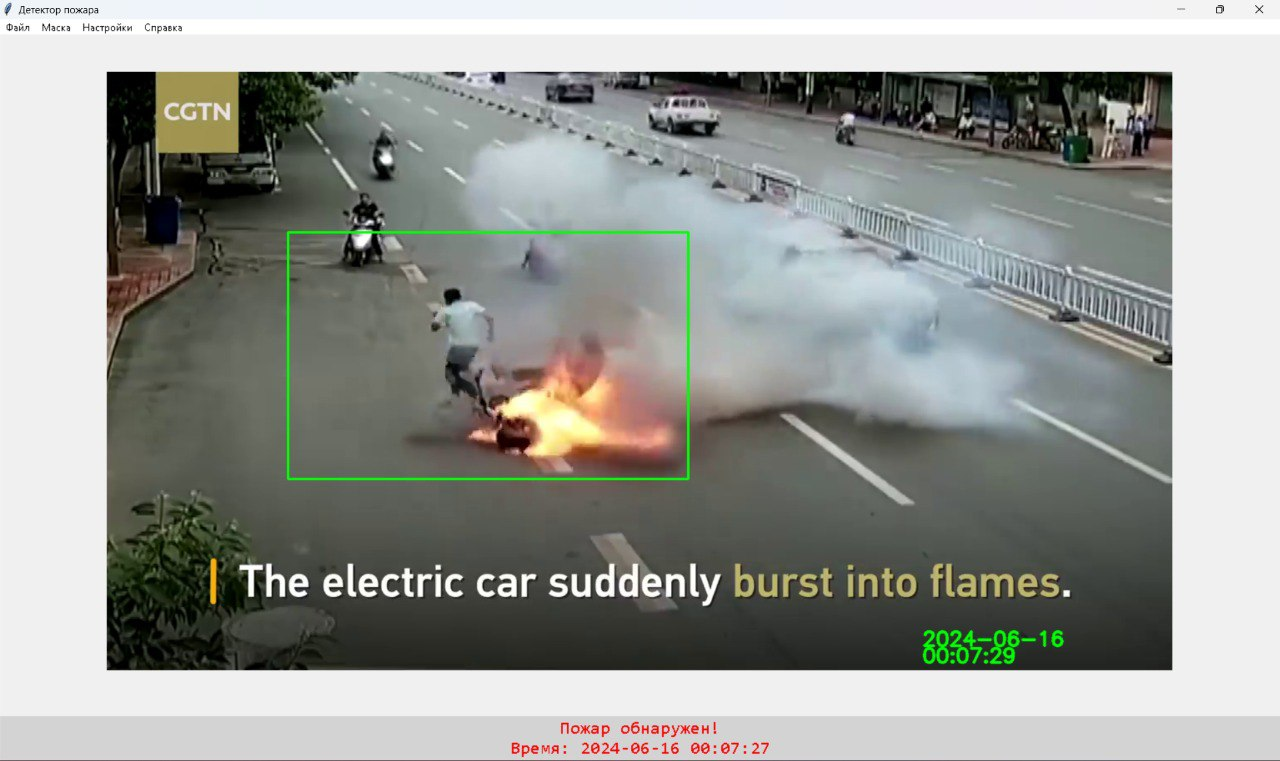 Детектор пожара
Файл Маска Настройки Справка
CGTN
The electric car suddenly burst into flames.
2024-06-16
00:07:29
Пожар обнаружен!
Время: 2024-06-16 00:07:27